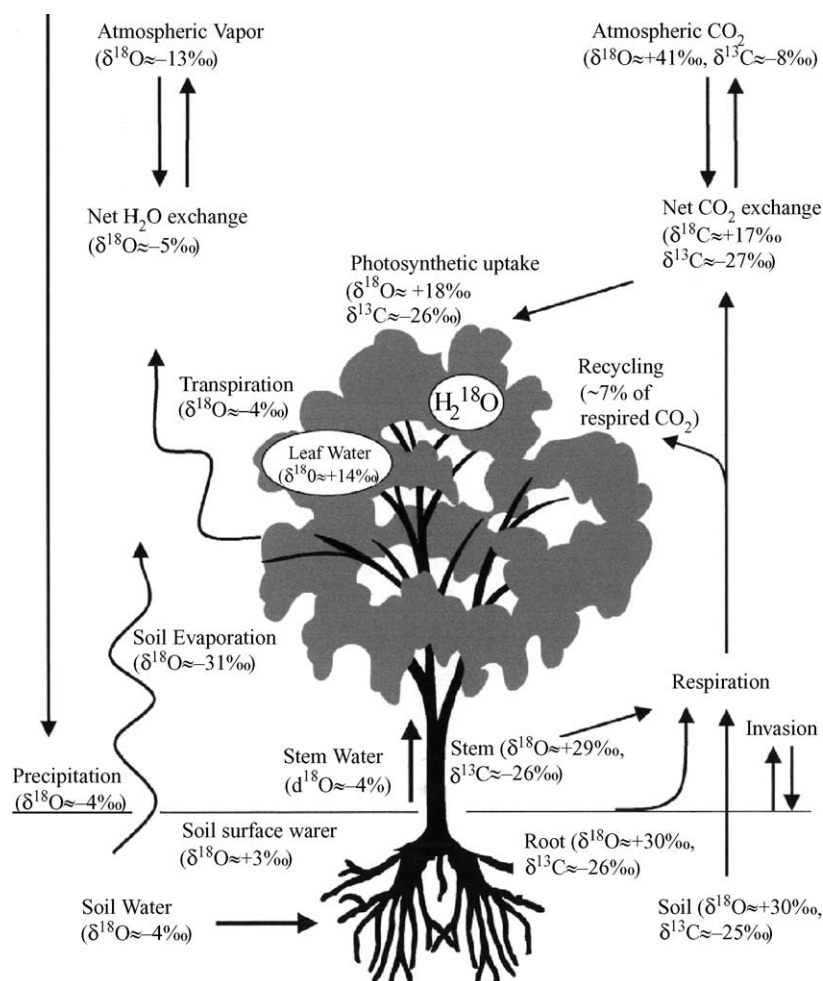 Atmospheric Vapor
(δ¹⁸O≈–13‰)
Atmospheric CO₂
(δ¹⁸O≈+41‰, δ¹³C≈–8‰)
Net H₂O exchange
(δ¹⁸O≈–5‰)
Net CO₂ exchange
(δ¹⁸C≈+17‰
δ¹³C≈–27‰)
Photosynthetic uptake
(δ¹⁸O≈ +18‰
δ¹³C≈–26‰)
Transpiration
(δ¹⁸O≈–4‰)
H₂¹⁸O
Recycling
(~7% of
respired CO₂)
Leaf Water
(δ¹⁸0≈+14‰)
Soil Evaporation
(δ¹⁸O≈–31‰)
Respiration
Invasion
Precipitation
(δ¹⁸O≈–4‰)
Stem Water
(d¹⁸O≈–4%)
Stem (δ¹⁸O≈+29‰,
δ¹³C≈–26‰)
Soil surface warer
(δ¹⁸O≈+3‰)
Root (δ¹⁸O≈+30‰,
δ¹³C≈–26‰)
Soil Water
(δ¹⁸O≈–4‰)
Soil (δ¹⁸O≈+30‰,
δ¹³C≈–25‰)